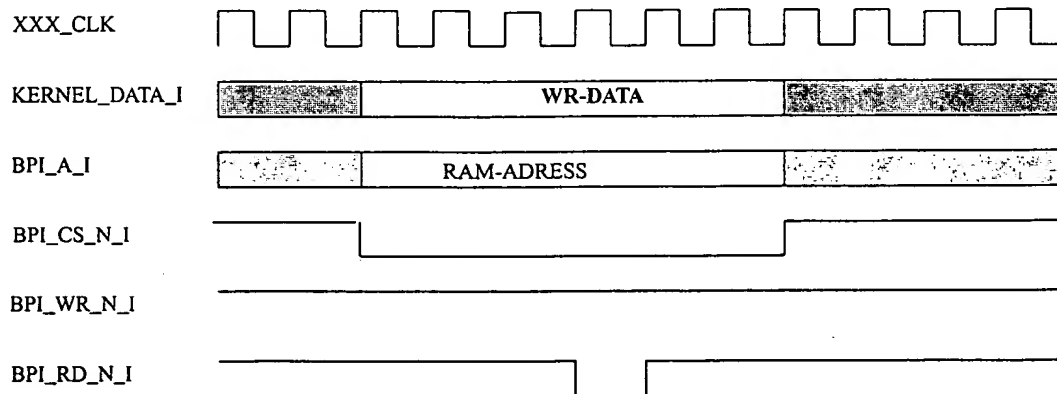 XXX_CLK
KERNEL_DATA_I
WR-DATA
BPI_A_I
RAM-ADRESS
BPI_CS_N_I
BPI_WR_N_I
BPI_RD_N_I